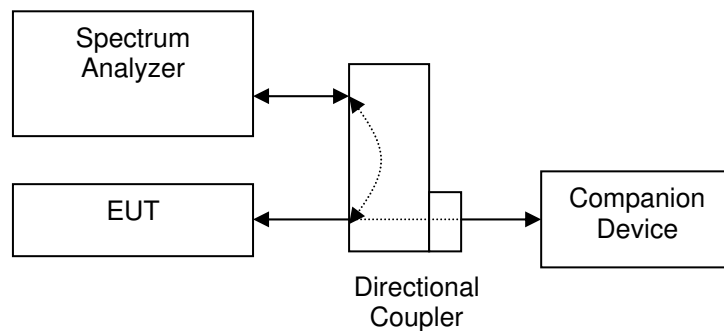 Spectrum
Analyzer
EUT
Companion
Device
Directional
Coupler